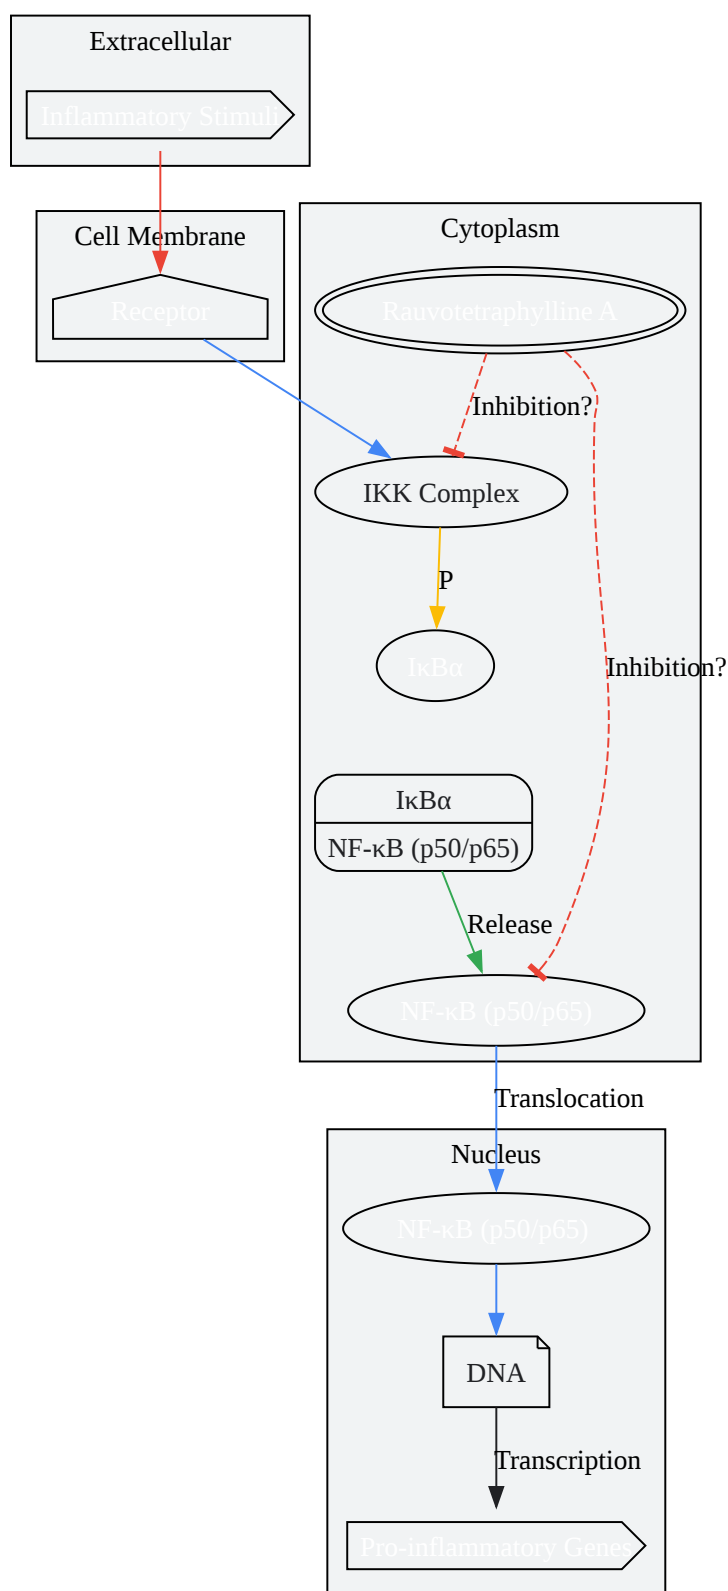 Extracellular
Inflammatory Stimuli
Cell Membrane
Receptor
Cytoplasm
Rauvotetraphylline A
Inhibition?
IKK Complex
P
IκBα
Inhibition?
IκBα
NF-κB (p50/p65)
Release
NF-κB (p50/p65)
Translocation
Nucleus
NF-κB (p50/p65)
DNA
Transcription
Pro-inflammatory Genes